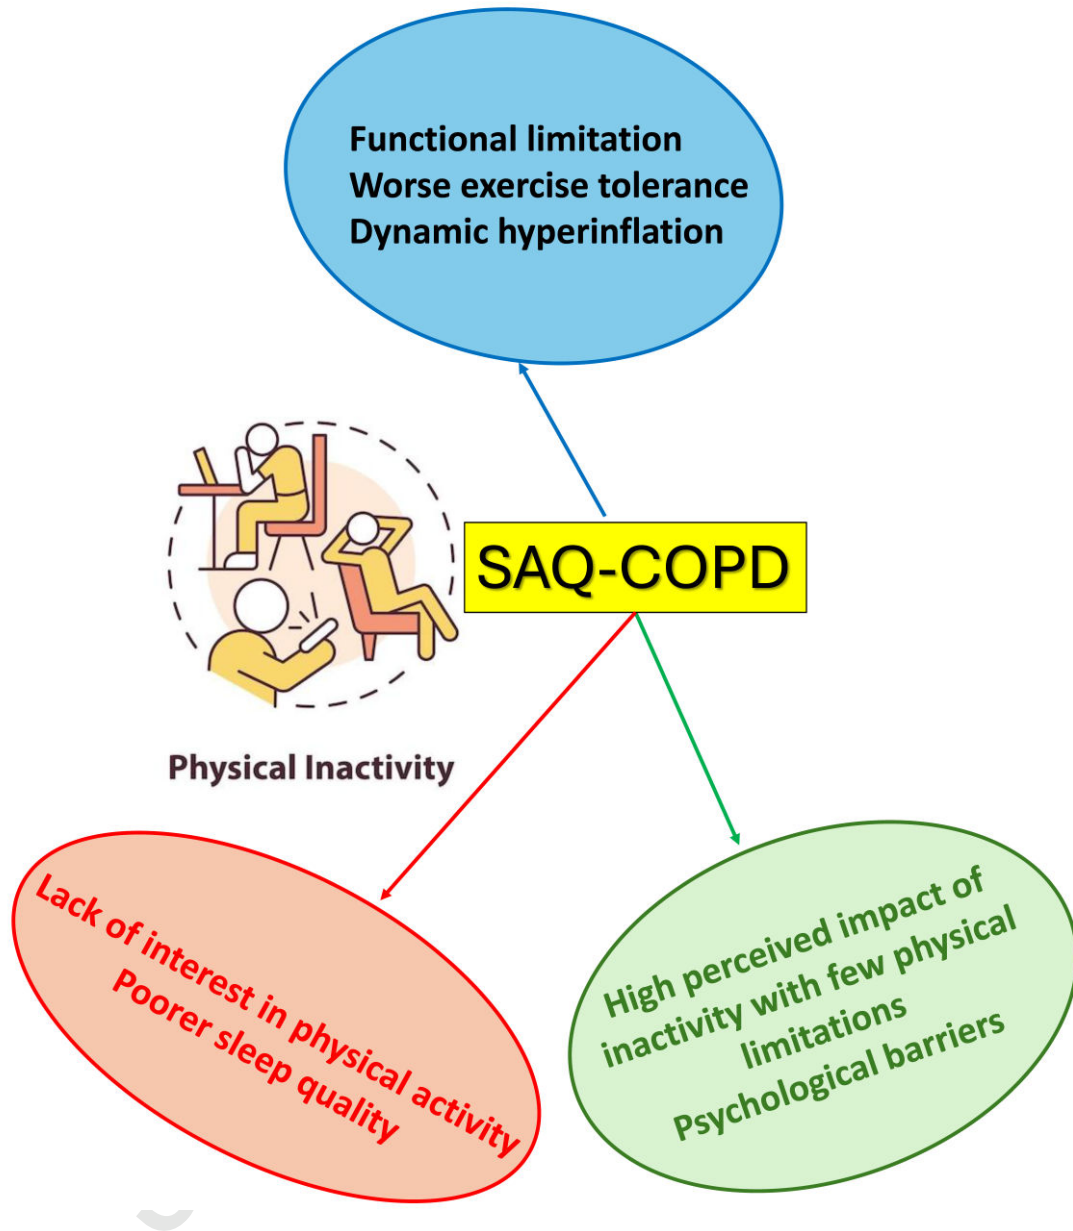 Functional limitation
Worse exercise tolerance
Dynamic hyperinflation
SAQ-COPD
Physical Inactivity
Lack of interest in physical activity
Poorer sleep quality
High perceived impact of
inactivity with few physical
limitations
Psychological barriers